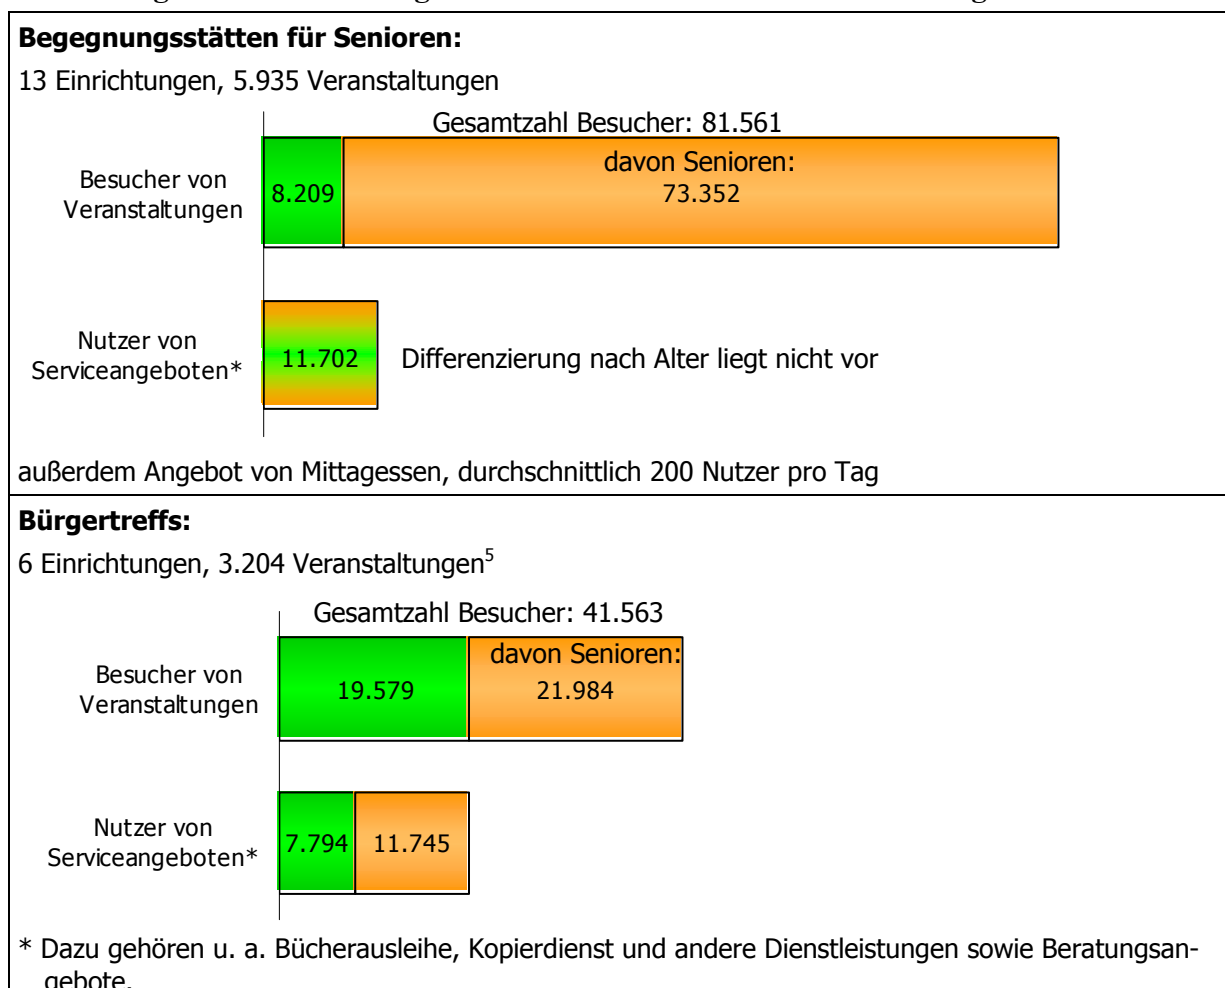 Begegnungsstätten für Senioren:
13 Einrichtungen, 5.935 Veranstaltungen
Gesamtzahl Besucher: 81.561
Besucher von
Veranstaltungen
8.209
davon Senioren:
73.352
Nutzer von
Serviceangeboten*
11.702
Differenzierung nach Alter liegt nicht vor
außerdem Angebot von Mittagessen, durchschnittlich 200 Nutzer pro Tag
Bürgertreffs:
6 Einrichtungen, 3.204 Veranstaltungen⁵
Gesamtzahl Besucher: 41.563
Besucher von
Veranstaltungen
19.579
davon Senioren:
21.984
Nutzer von
Serviceangeboten*
7.794
11.745
* Dazu gehören u. a. Bücherausleihe, Kopierdienst und andere Dienstleistungen sowie Beratungsan-
gebote.